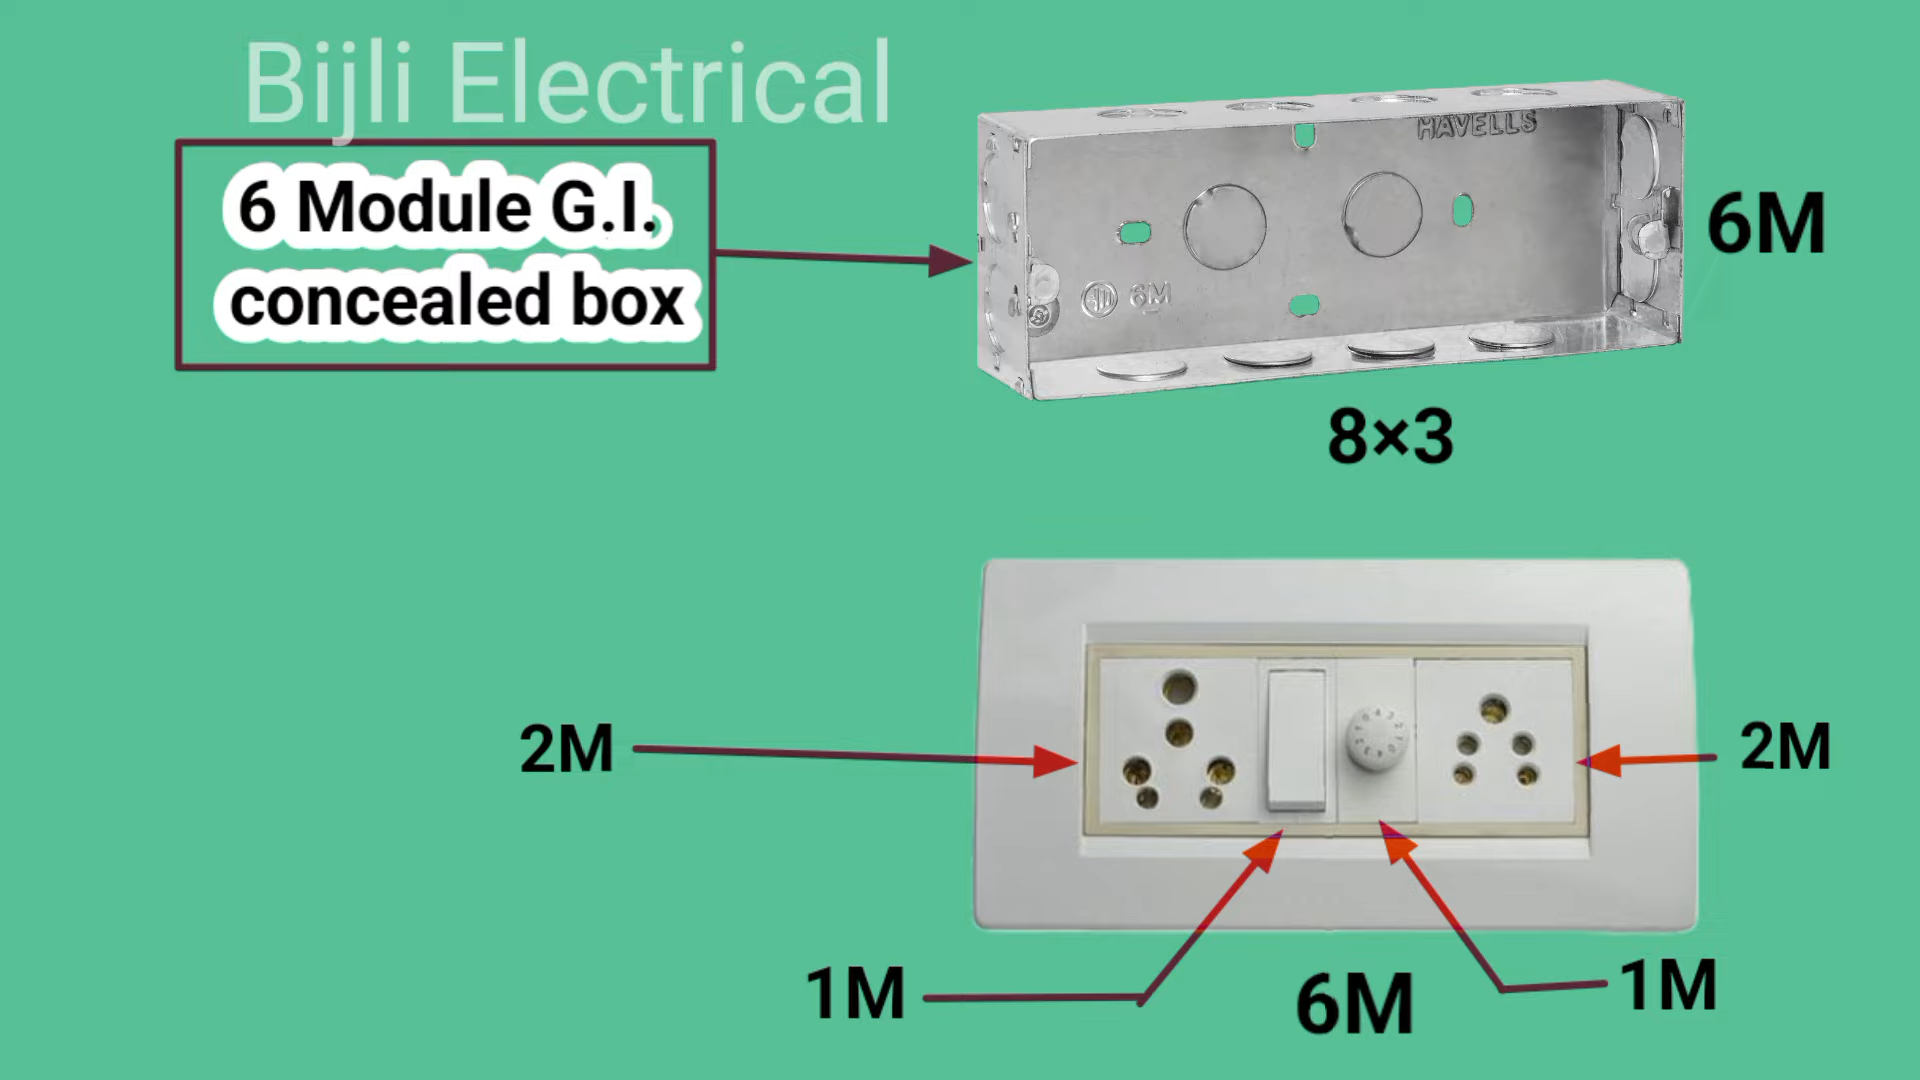 Bijli Electrical
6 Module G.I.
concealed box
HAVELLS
6M
6M
8×3
2M
2M
1M
6M
1M